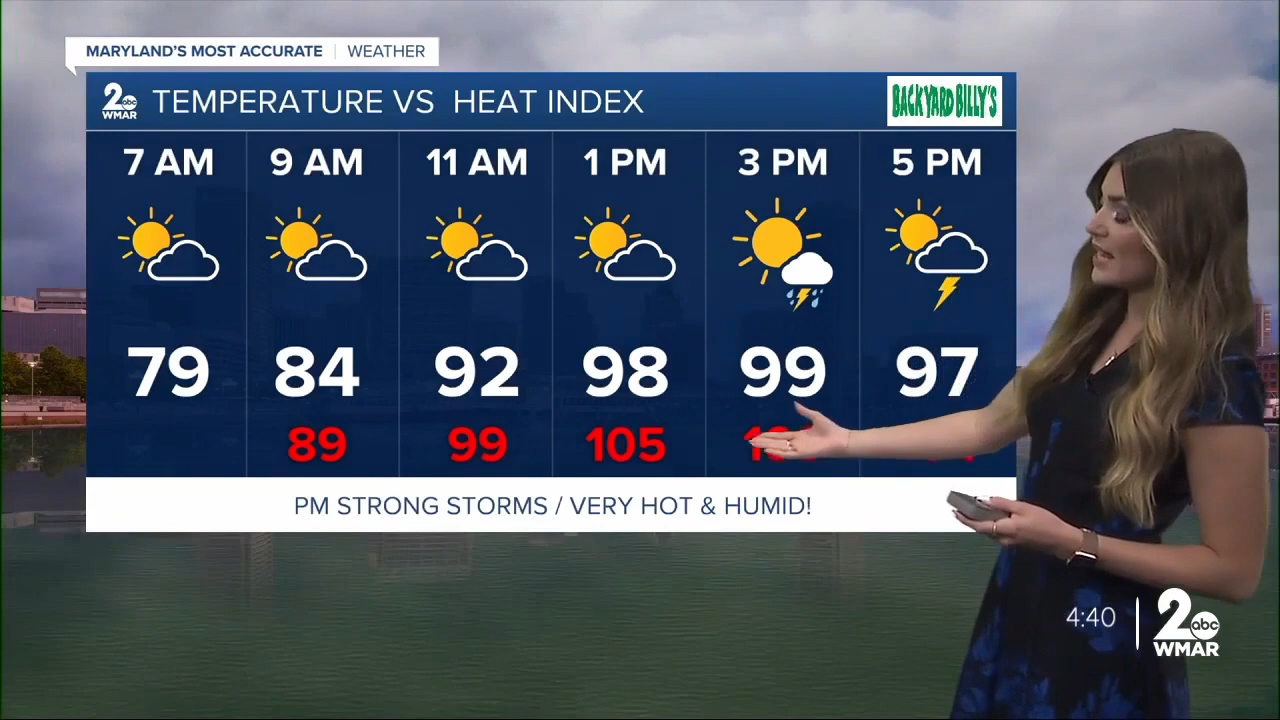 MARYLAND'S MOST ACCURATE | WEATHER
2 abc WMAR TEMPERATURE VS HEAT INDEX BACKYARD BILLY'S
7 AM 9 AM 11 AM 1 PM 3 PM 5 PM
79 84 92 98 99 97
89 99 105
PM STRONG STORMS / VERY HOT & HUMID!
4:40 2 abc
WMAR